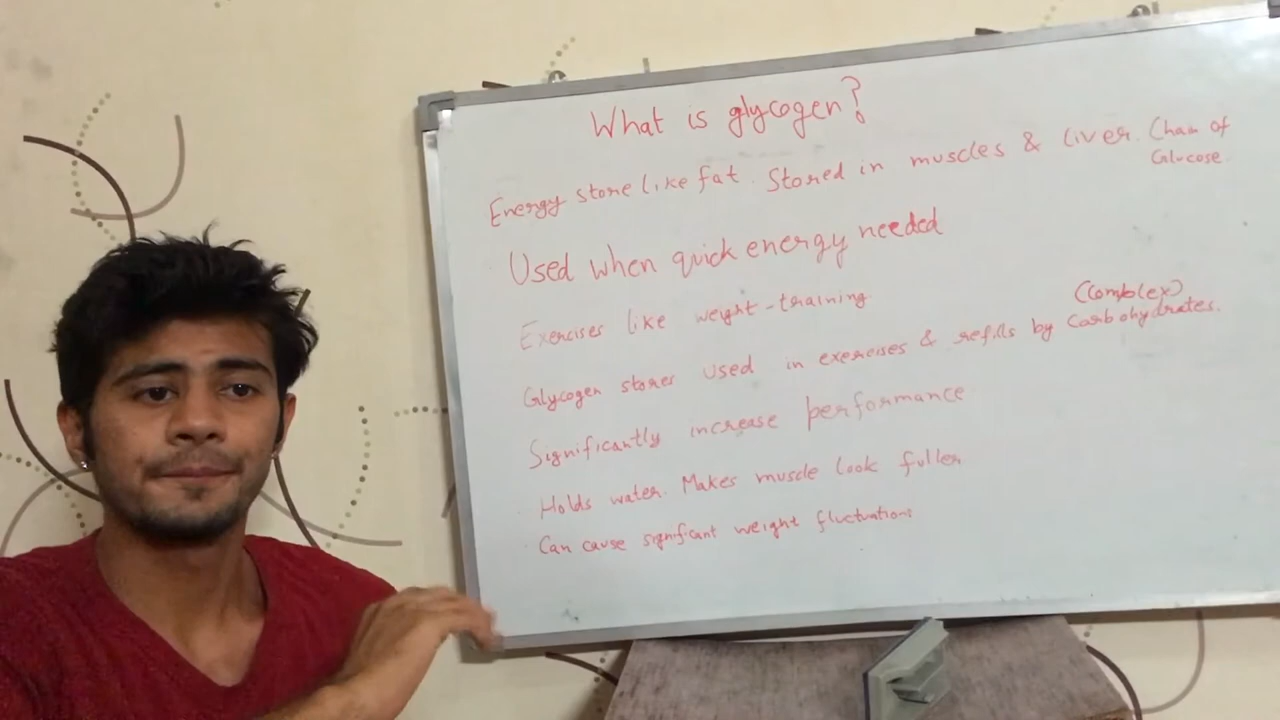 What is glycogen?
Energy store like fat. Stored in muscles & liver. Chain of Glucose.
Used when quick energy needed
Exercises like weight-training
(Complex)
Glycogen stores used in exercises & refills by Carbohydrates.
Significantly increase performance
Holds water. Makes muscle look fuller
Can cause significant weight fluctuations